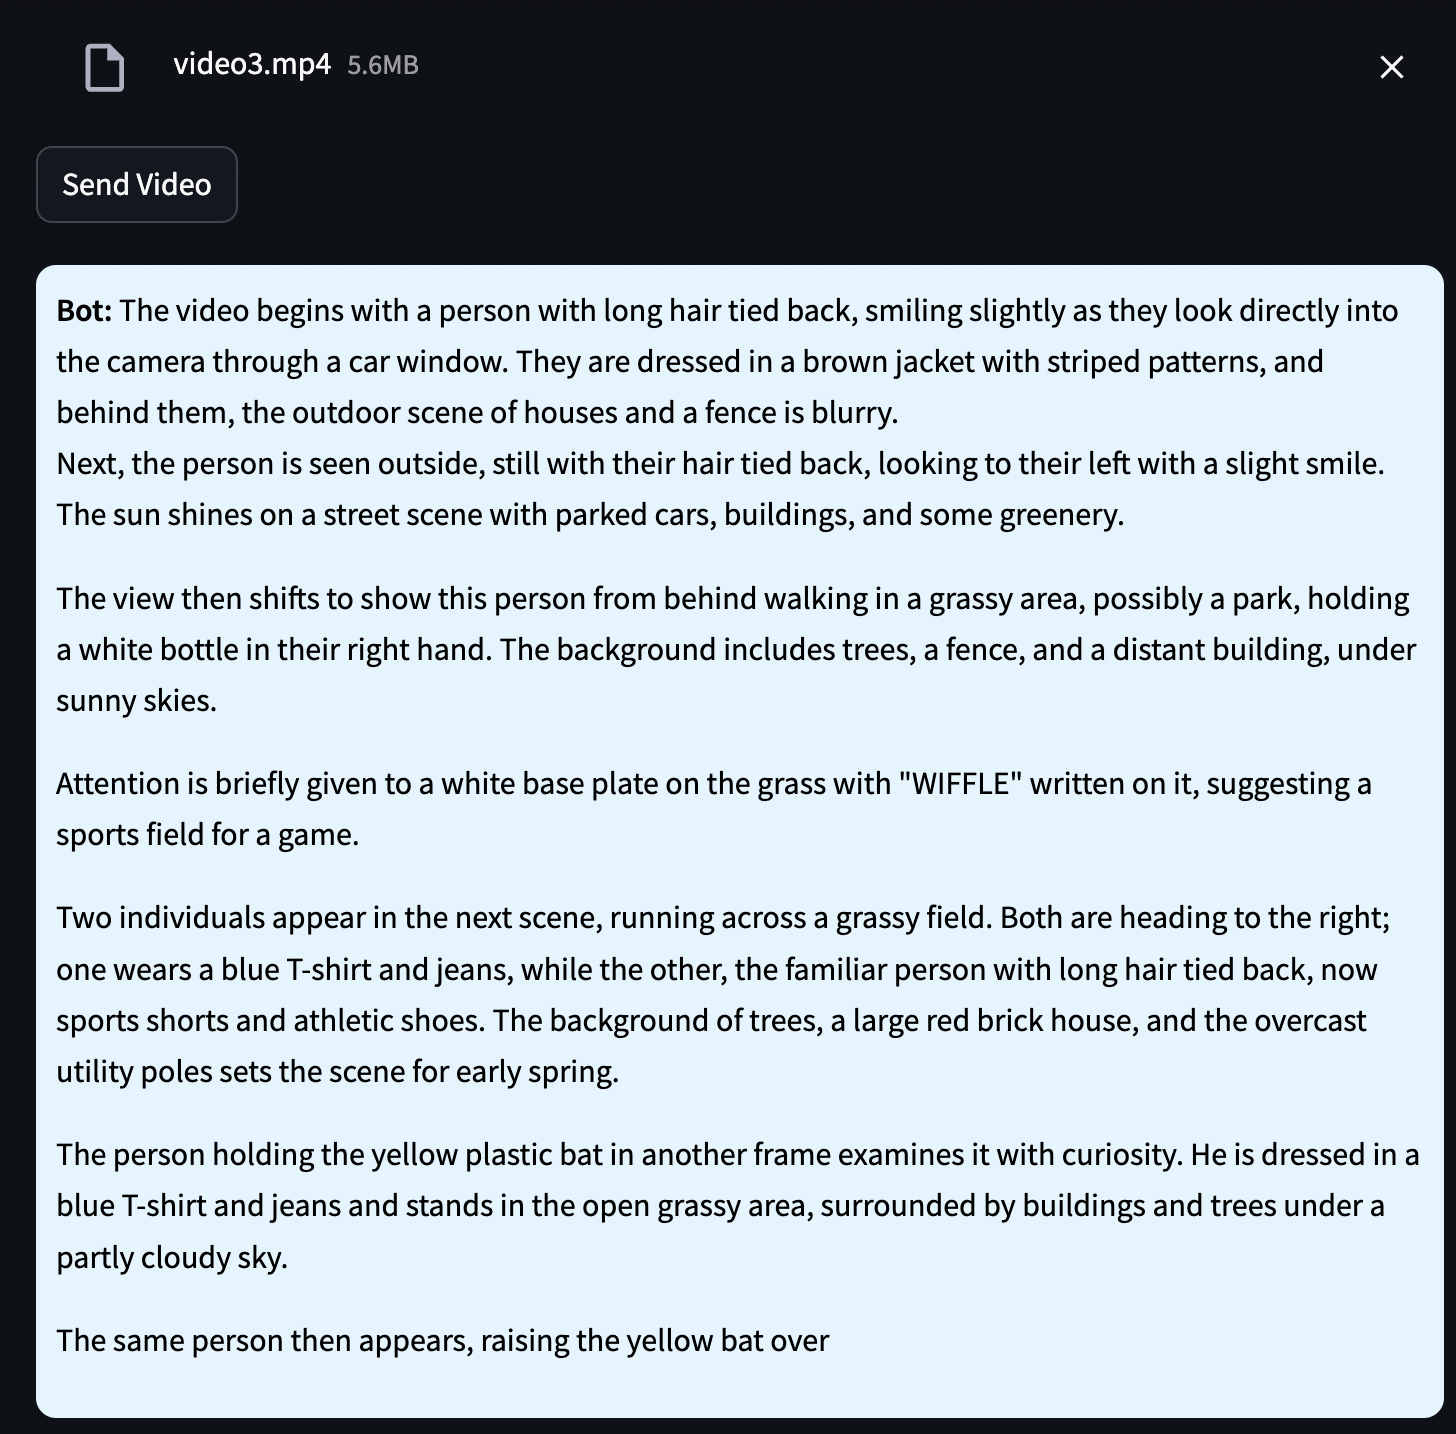 video3.mp4 5.6MB
Send Video
Bot: The video begins with a person with long hair tied back, smiling slightly as they look directly into
the camera through a car window. They are dressed in a brown jacket with striped patterns, and
behind them, the outdoor scene of houses and a fence is blurry.
Next, the person is seen outside, still with their hair tied back, looking to their left with a slight smile.
The sun shines on a street scene with parked cars, buildings, and some greenery.
The view then shifts to show this person from behind walking in a grassy area, possibly a park, holding
a white bottle in their right hand. The background includes trees, a fence, and a distant building, under
sunny skies.
Attention is briefly given to a white base plate on the grass with "WIFFLE" written on it, suggesting a
sports field for a game.
Two individuals appear in the next scene, running across a grassy field. Both are heading to the right;
one wears a blue T-shirt and jeans, while the other, the familiar person with long hair tied back, now
sports shorts and athletic shoes. The background of trees, a large red brick house, and the overcast
utility poles sets the scene for early spring.
The person holding the yellow plastic bat in another frame examines it with curiosity. He is dressed in a
blue T-shirt and jeans and stands in the open grassy area, surrounded by buildings and trees under a
partly cloudy sky.
The same person then appears, raising the yellow bat over